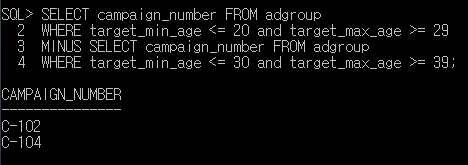 SQL> SELECT campaign_number FROM adgroup
2 WHERE target_min_age <= 20 and target_max_age >= 29
3 MINUS SELECT campaign_number FROM adgroup
4 WHERE target_min_age <= 30 and target_max_age >= 39;
CAMPAIGN_NUMBER
---------------
C-102
C-104